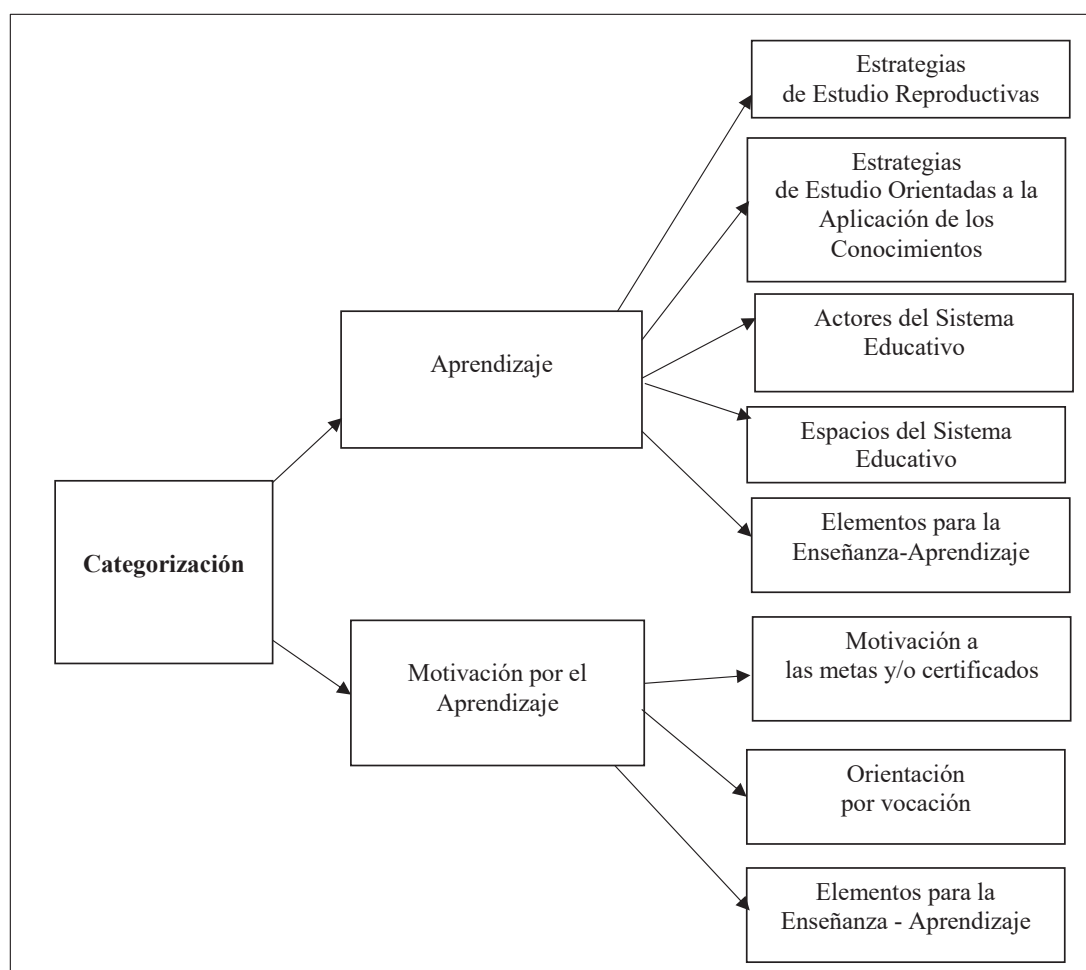 Estrategias
de Estudio Reproductivas
Estrategias
de Estudio Orientadas a la
Aplicación de los
Conocimientos
Aprendizaje
Actores del Sistema
Educativo
Espacios del Sistema
Educativo
Elementos para la
Enseñanza-Aprendizaje
Categorización
Motivación por el
Aprendizaje
Motivación a
las metas y/o certificados
Orientación
por vocación
Elementos para la
Enseñanza - Aprendizaje